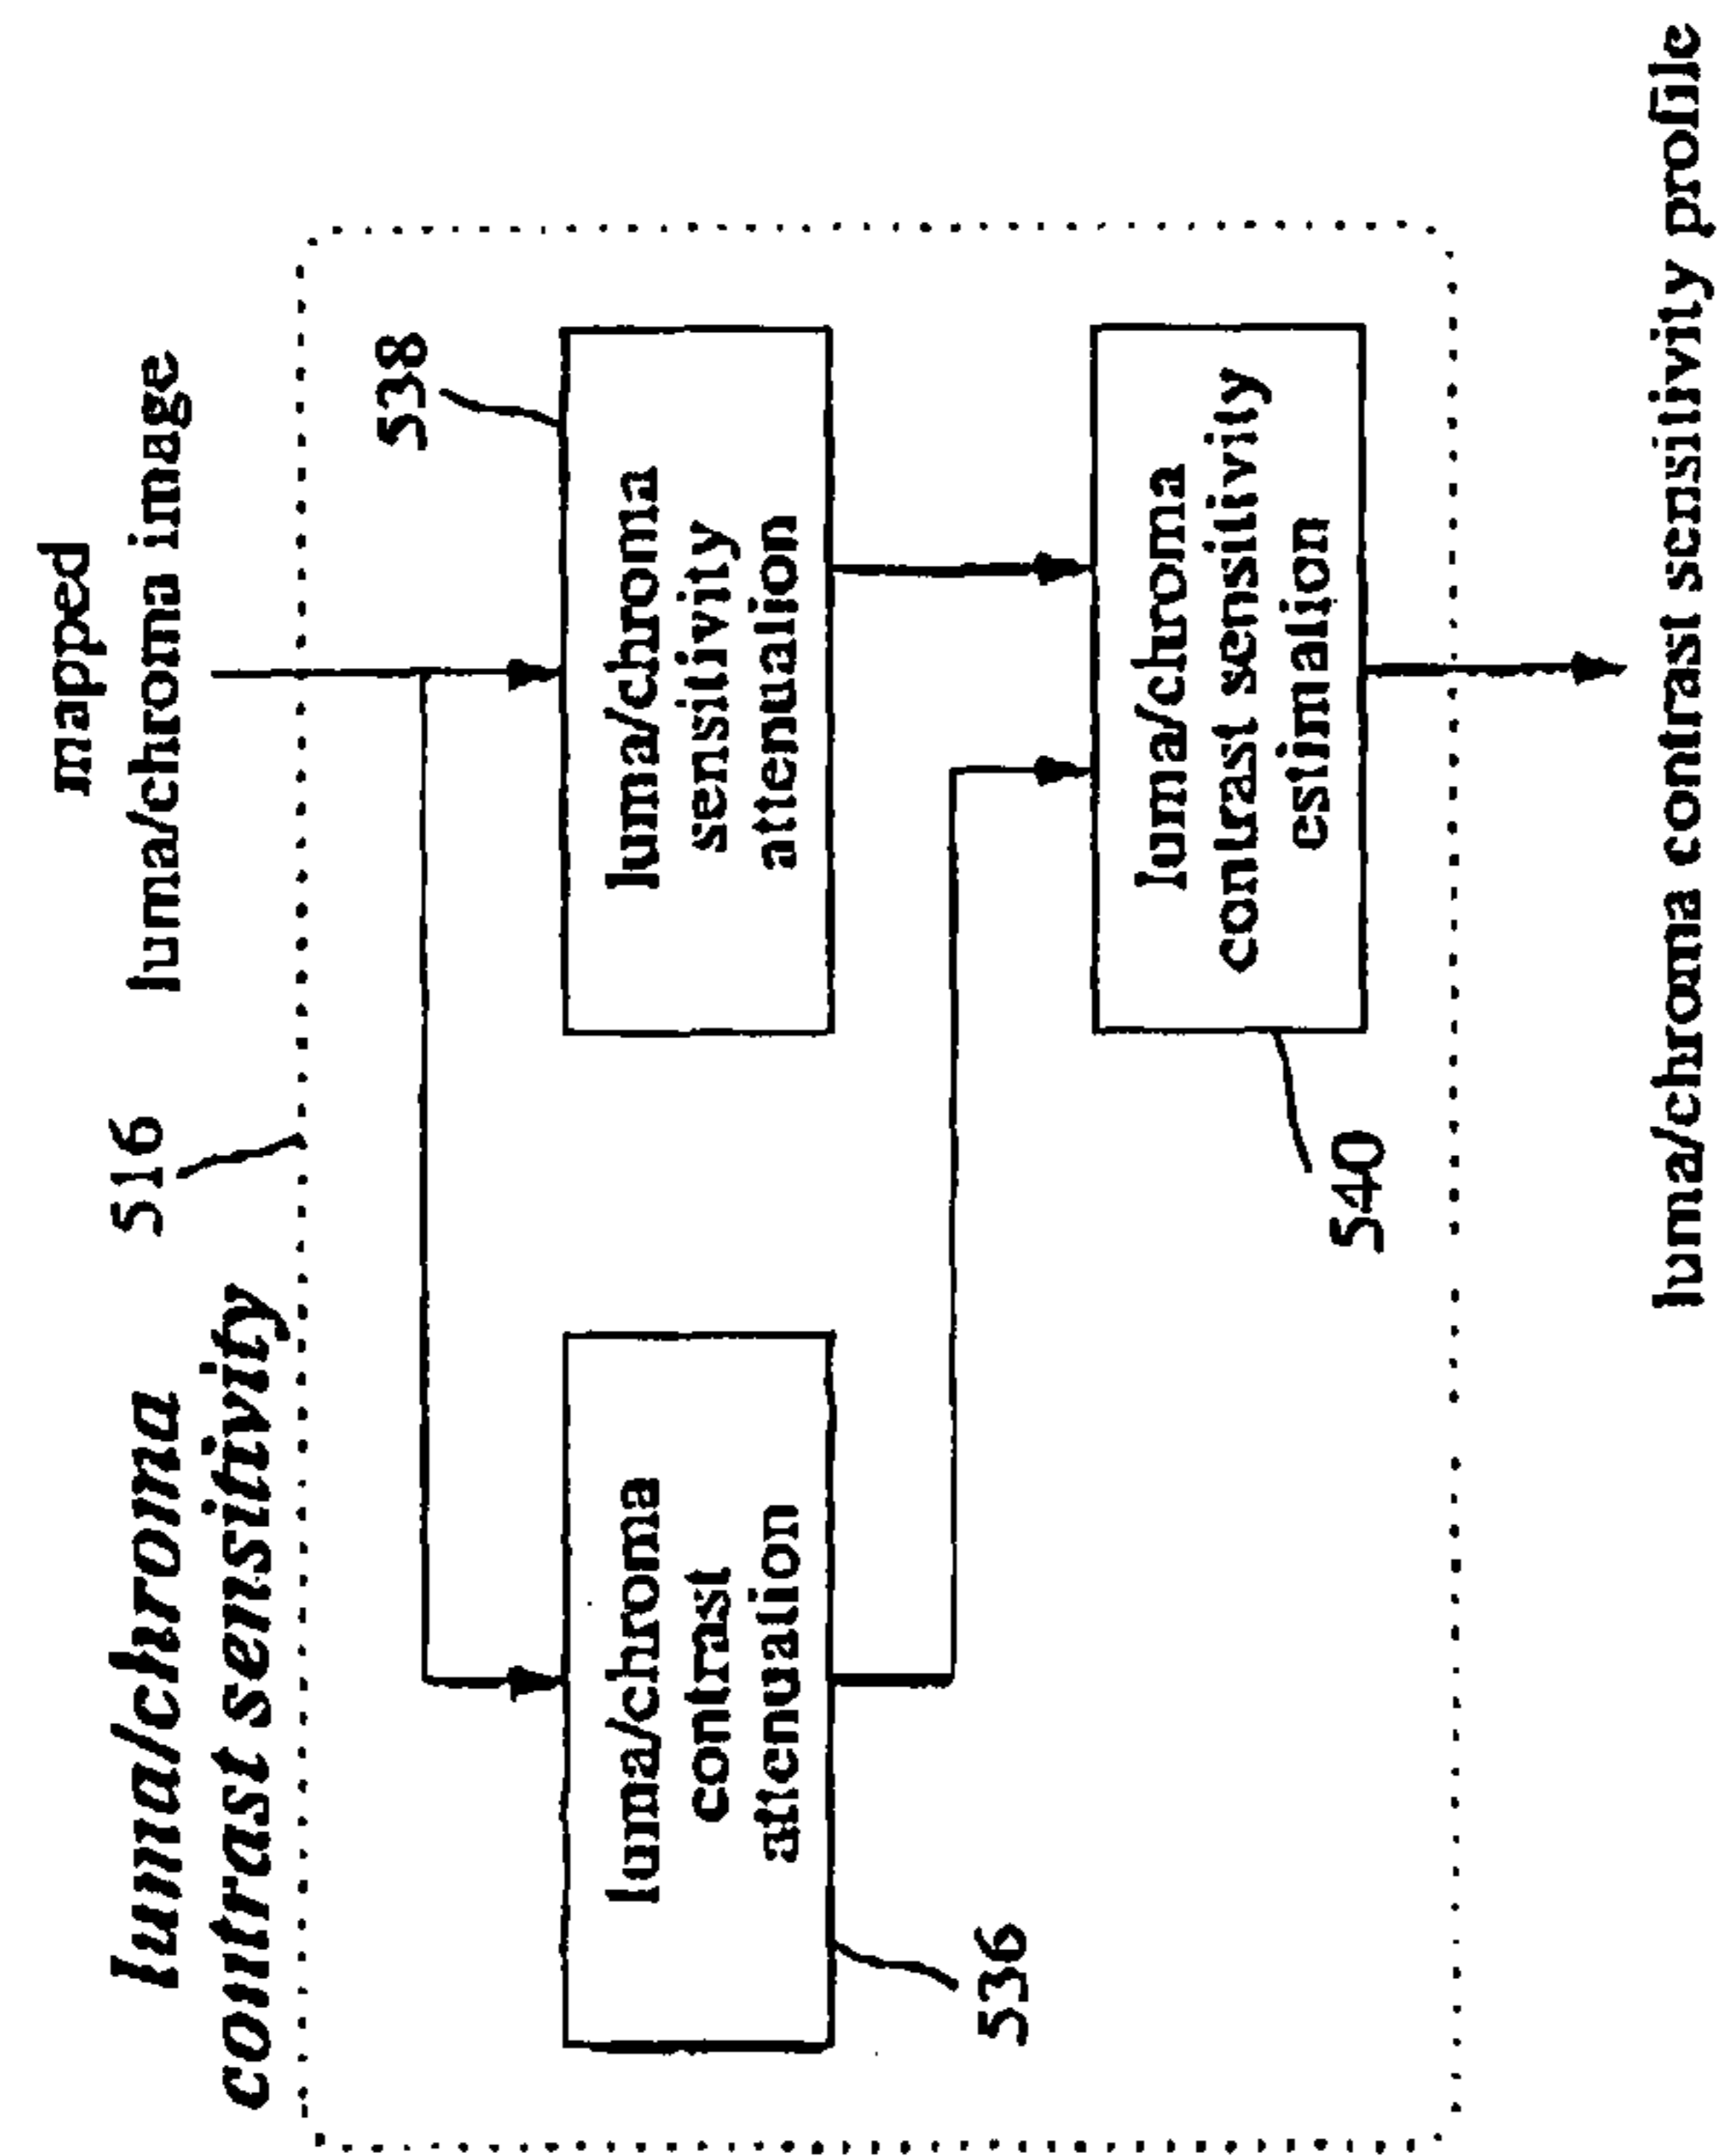 mapped
luma/chroma image
luma/chroma
contrast sensitivity
516
538
luma/chroma
contrast
attenuation
luma/chroma
sensitivity
attenuation
536
luma/chroma
contrast sensitivity
estimation
540
luma/chroma contrast sensitivity profile